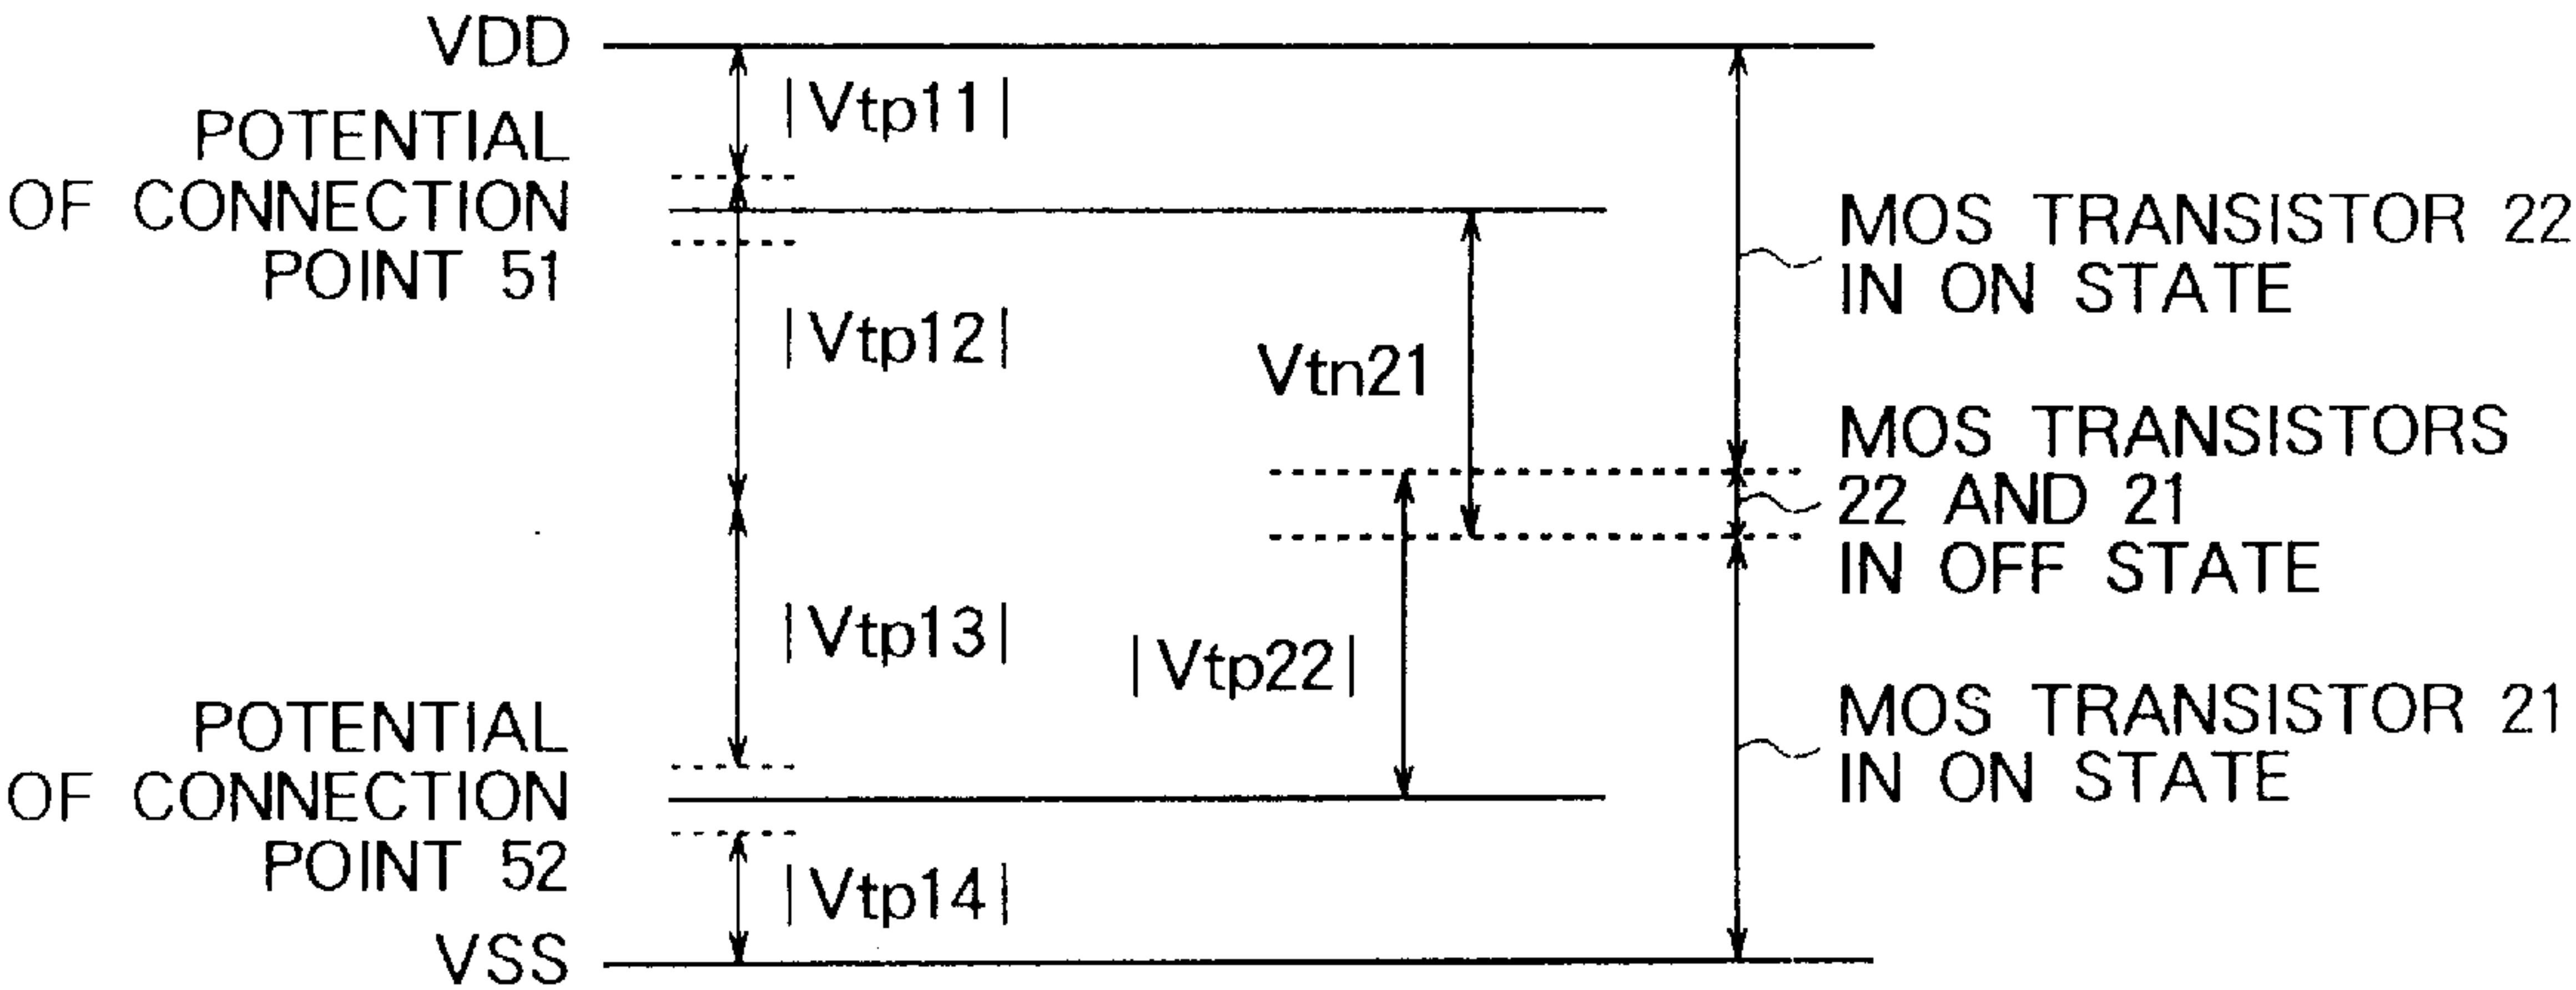 VDD
|Vtp11|
POTENTIAL
OF CONNECTION
POINT 51
|Vtp12|
Vtn21
|Vtp13|
|Vtp22|
POTENTIAL
OF CONNECTION
POINT 52
|Vtp14|
VSS
MOS TRANSISTOR 22
IN ON STATE
MOS TRANSISTORS
22 AND 21
IN OFF STATE
MOS TRANSISTOR 21
IN ON STATE